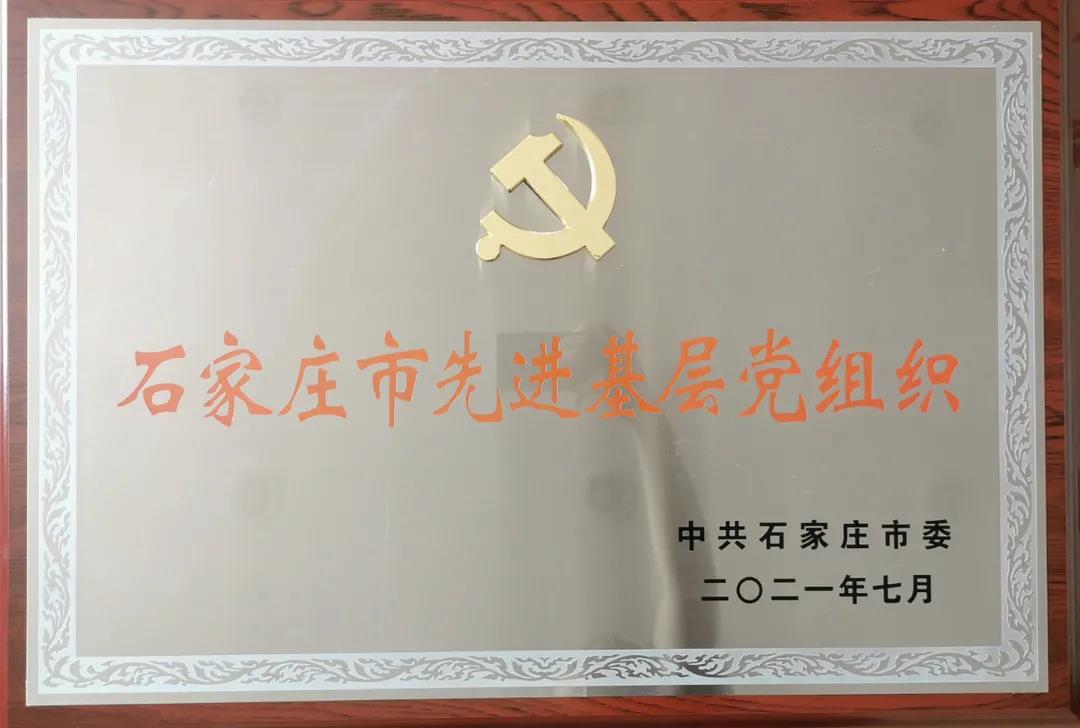 石家庄市先进基层党组织
中共石家庄市委
二〇二一年七月